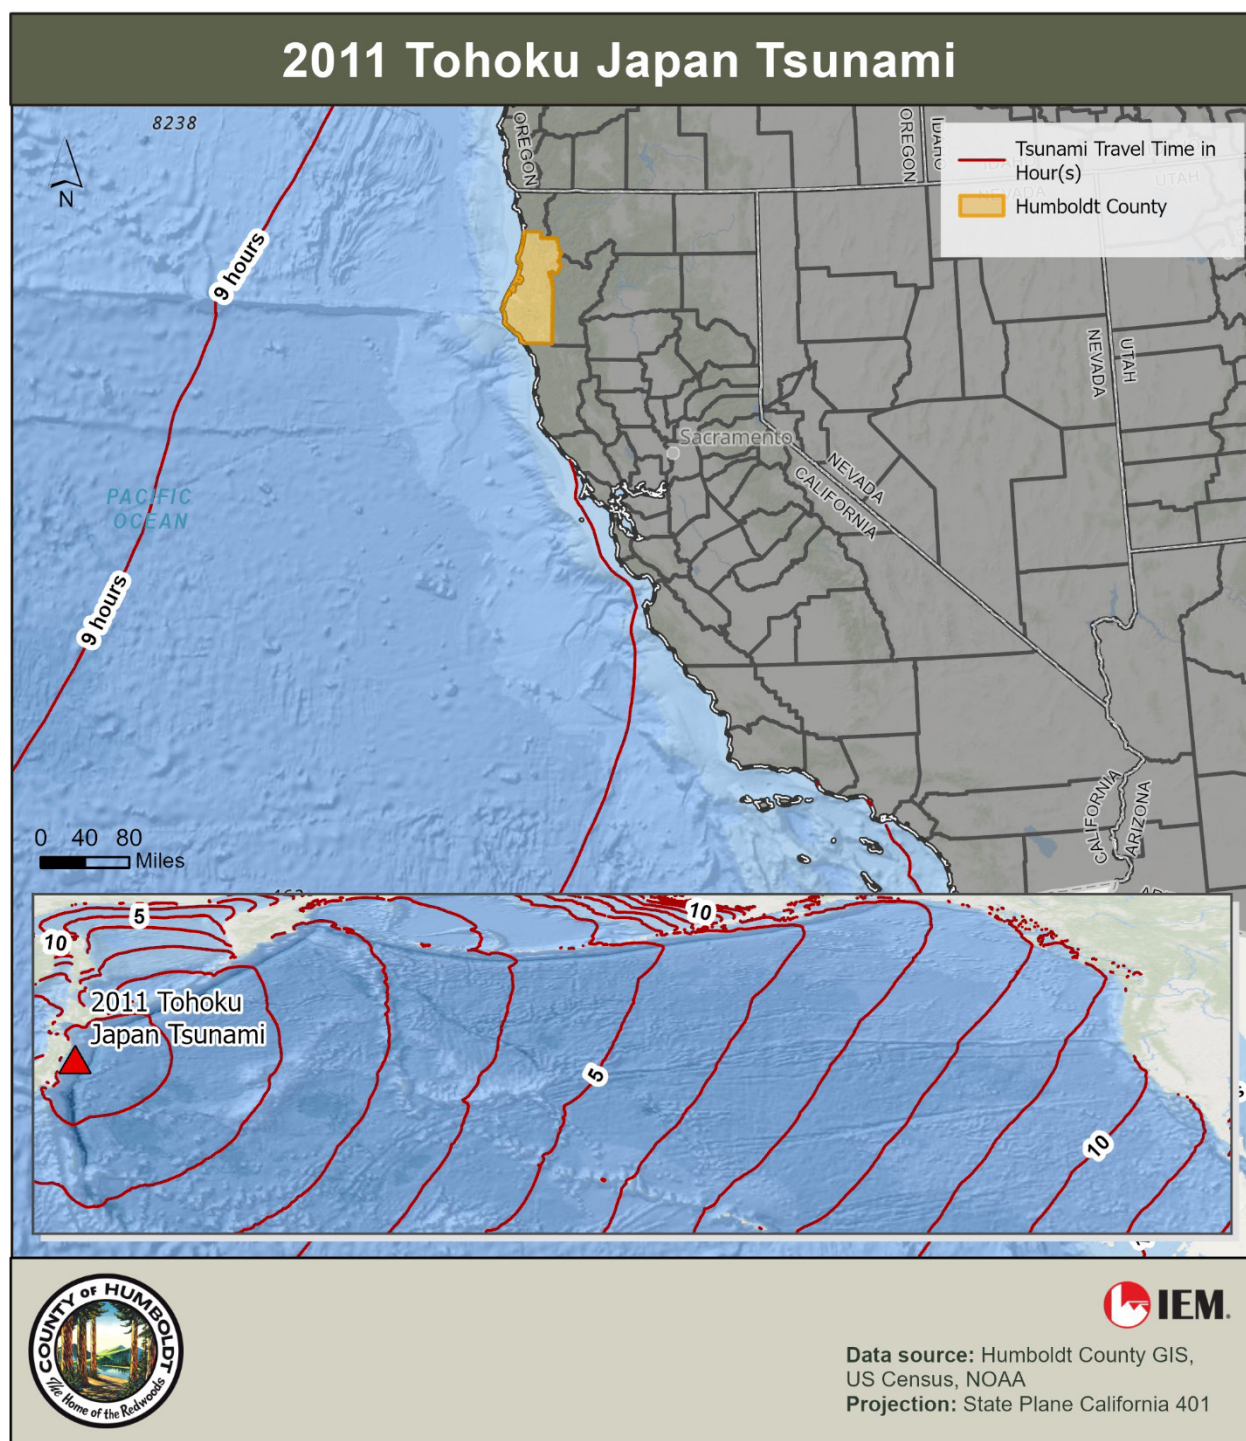 2011 Tohoku Japan Tsunami
8238
OREGON
OREGON
IDAHO
NEVADA
UTAH
Tsunami Travel Time in
Hour(s)
Humboldt County
N
9 hours
NEVADA
UTAH
Sacramento
NEVADA
CALIFORNIA
PACIFIC
OCEAN
9 hours
CALIFORNIA
ARIZONA
0 40 80
Miles
5
10
10
2011 Tohoku
Japan Tsunami
5
10
COUNTY OF HUMBOLDT
The Home of the Redwoods
IEM.
Data source: Humboldt County GIS,
US Census, NOAA
Projection: State Plane California 401